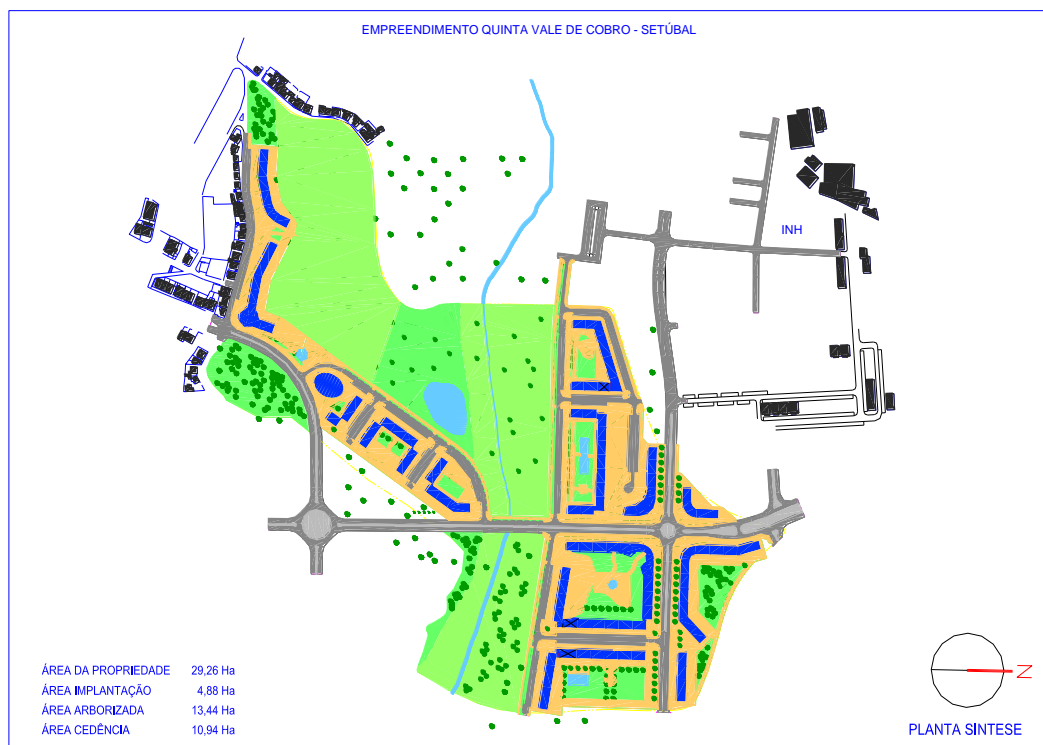 EMPREENDIMENTO QUINTA VALE DE COBRO - SETÚBAL
INH
ÁREA DA PROPRIEDADE 29,26 Ha
ÁREA IMPLANTAÇÃO 4,88 Ha
ÁREA ARBORIZADA 13,44 Ha
ÁREA CEDÊNCIA 10,94 Ha
N
PLANTA SINTESE